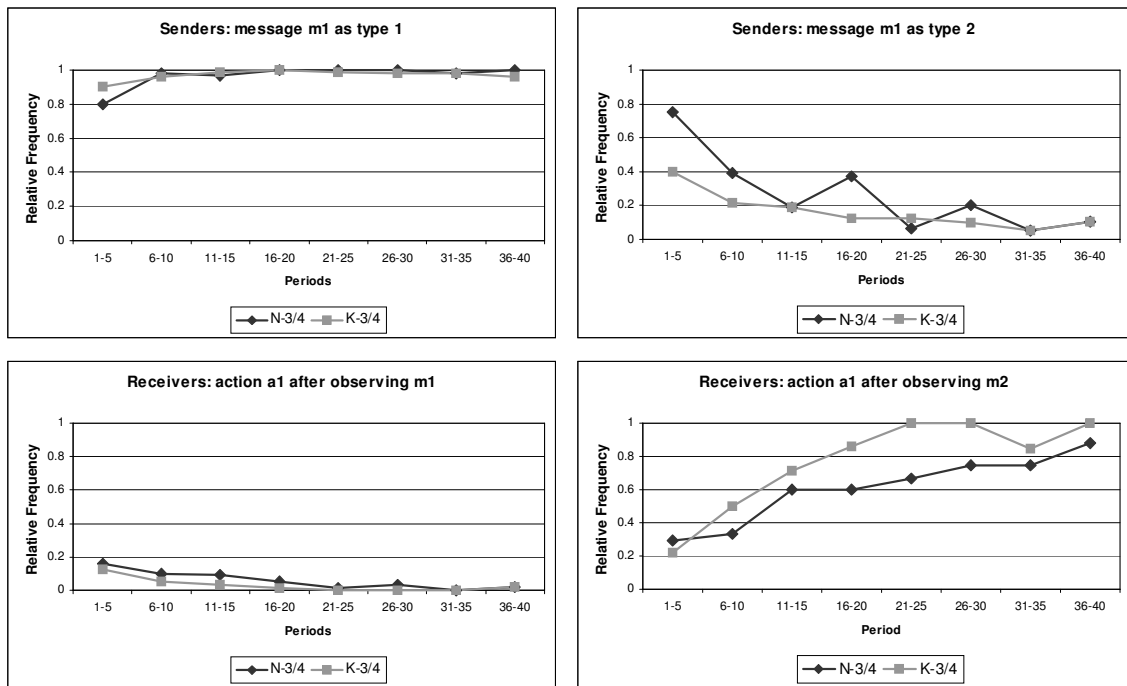 Senders: message m1 as type 1
Relative Frequency
1
0.8
0.6
0.4
0.2
0
1-5 6-10 11-15 16-20 21-25 26-30 31-35 36-40
Periods
N-3/4 K-3/4
Senders: message m1 as type 2
Relative Frequency
1
0.8
0.6
0.4
0.2
0
1-5 6-10 11-15 16-20 21-25 26-30 31-35 36-40
Periods
N-3/4 K-3/4
Receivers: action a1 after observing m1
Relative Frequency
1
0.8
0.6
0.4
0.2
0
1-5 6-10 11-15 16-20 21-25 26-30 31-35 36-40
Periods
N-3/4 K-3/4
Receivers: action a1 after observing m2
Relative Frequency
1
0.8
0.6
0.4
0.2
0
1-5 6-10 11-15 16-20 21-25 26-30 31-35 36-40
Period
N-3/4 K-3/4